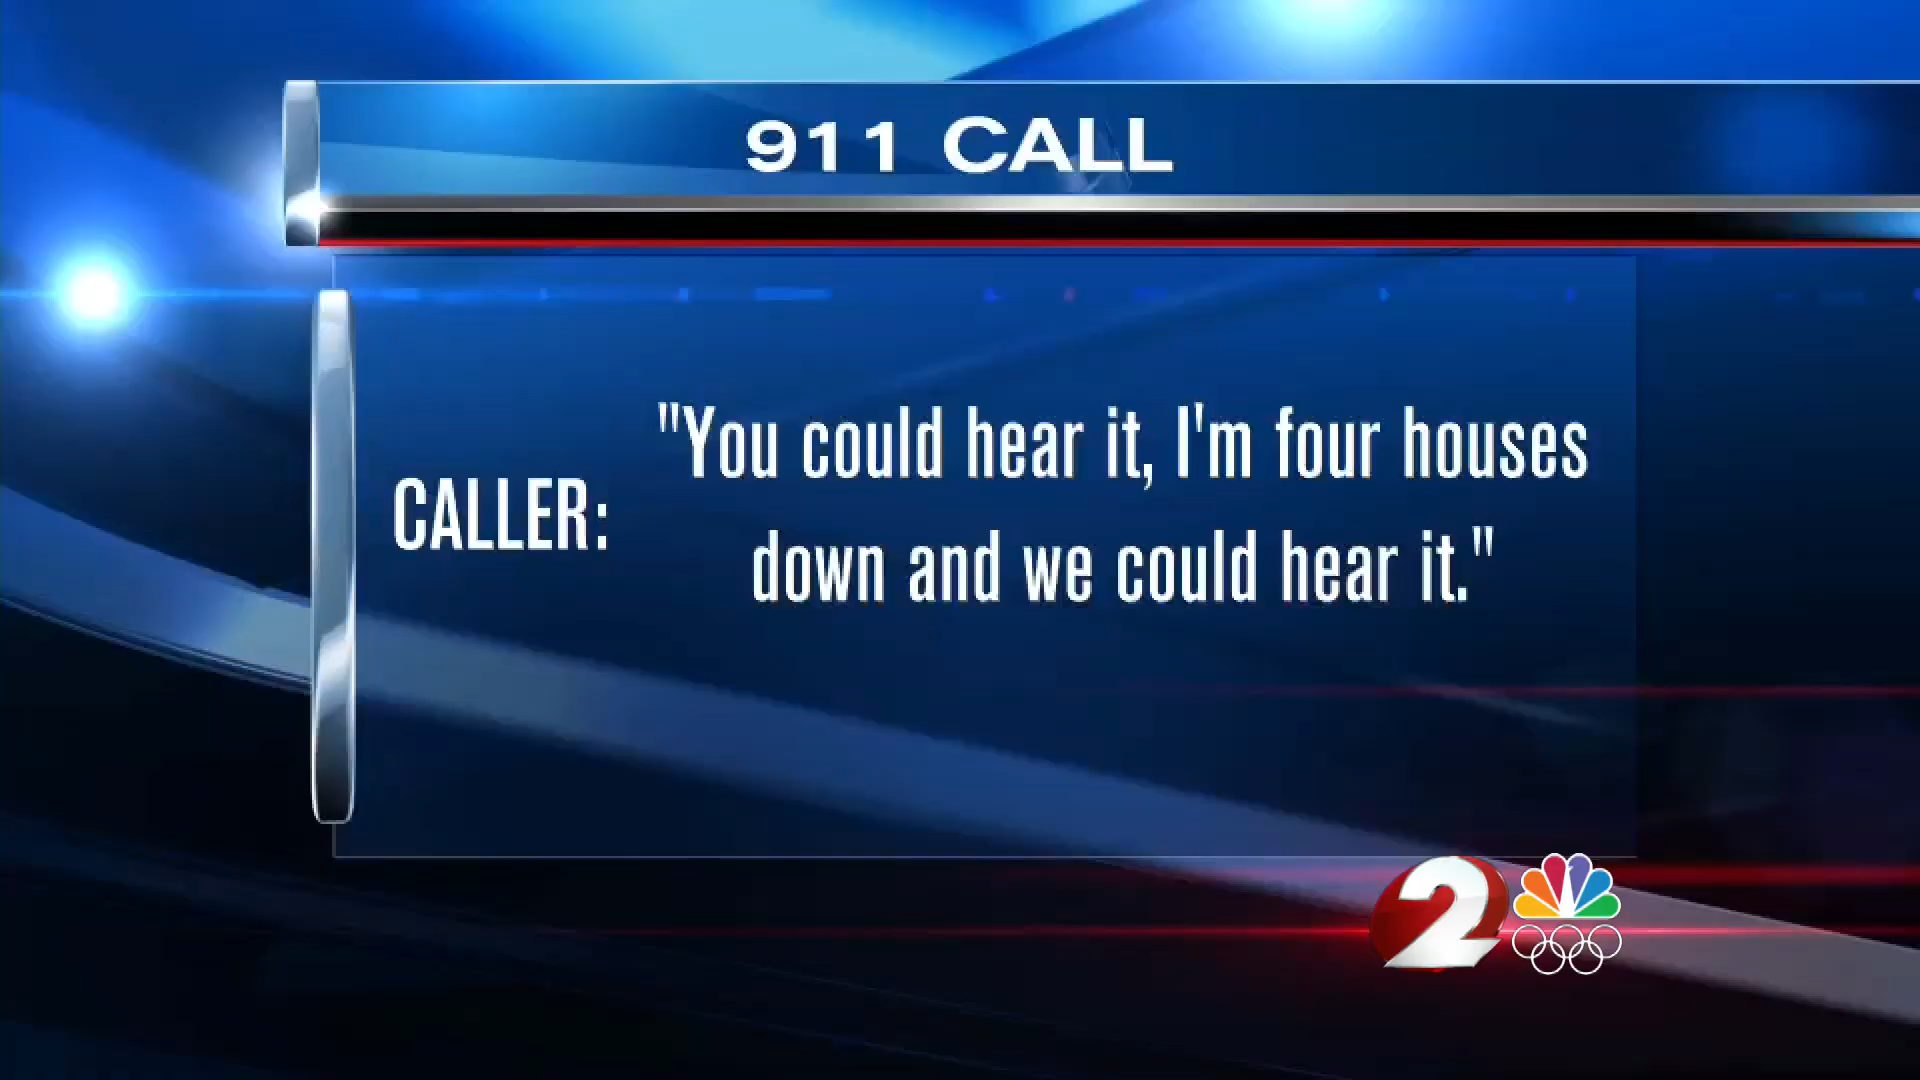 911 CALL
CALLER:
"You could hear it, I'm four houses
down and we could hear it."
2